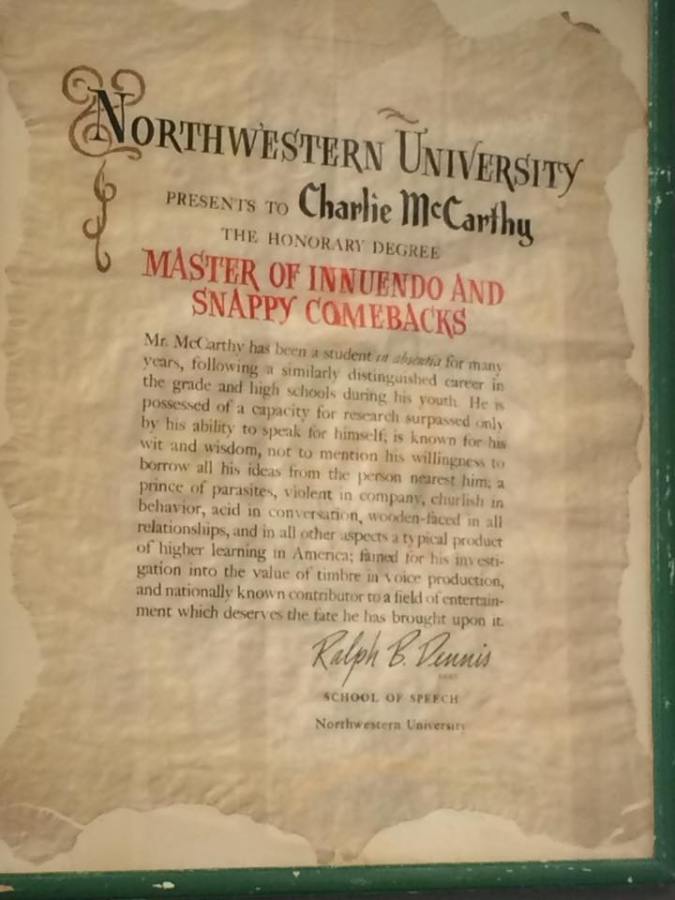 NORTHWESTERN UNIVERSITY
PRESENTS TO Charlie McCarthy
THE HONORARY DEGREE
MASTER OF INNUENDO AND
SNAPPY COMEBACKS
Mr. McCarthy has been a student in absentia for many
years, following a similarly distinguished career in
the grade and high schools during his youth. He is
possessed of a capacity for research surpassed only
by his ability to speak for himself; is known for his
wit and wisdom, not to mention his willingness to
borrow all his ideas from the person nearest him; a
prince of parasites, violent in company, churlish in
behavior, acid in conversation, wooden-faced in all
relationships, and in all other aspects a typical product
of higher learning in America; famed for his investi-
gation into the value of timbre in voice production,
and nationally known contributor to a field of entertain-
ment which deserves the fate he has brought upon it.
Ralph B. Dennis
SCHOOL OF SPEECH
Northwestern University